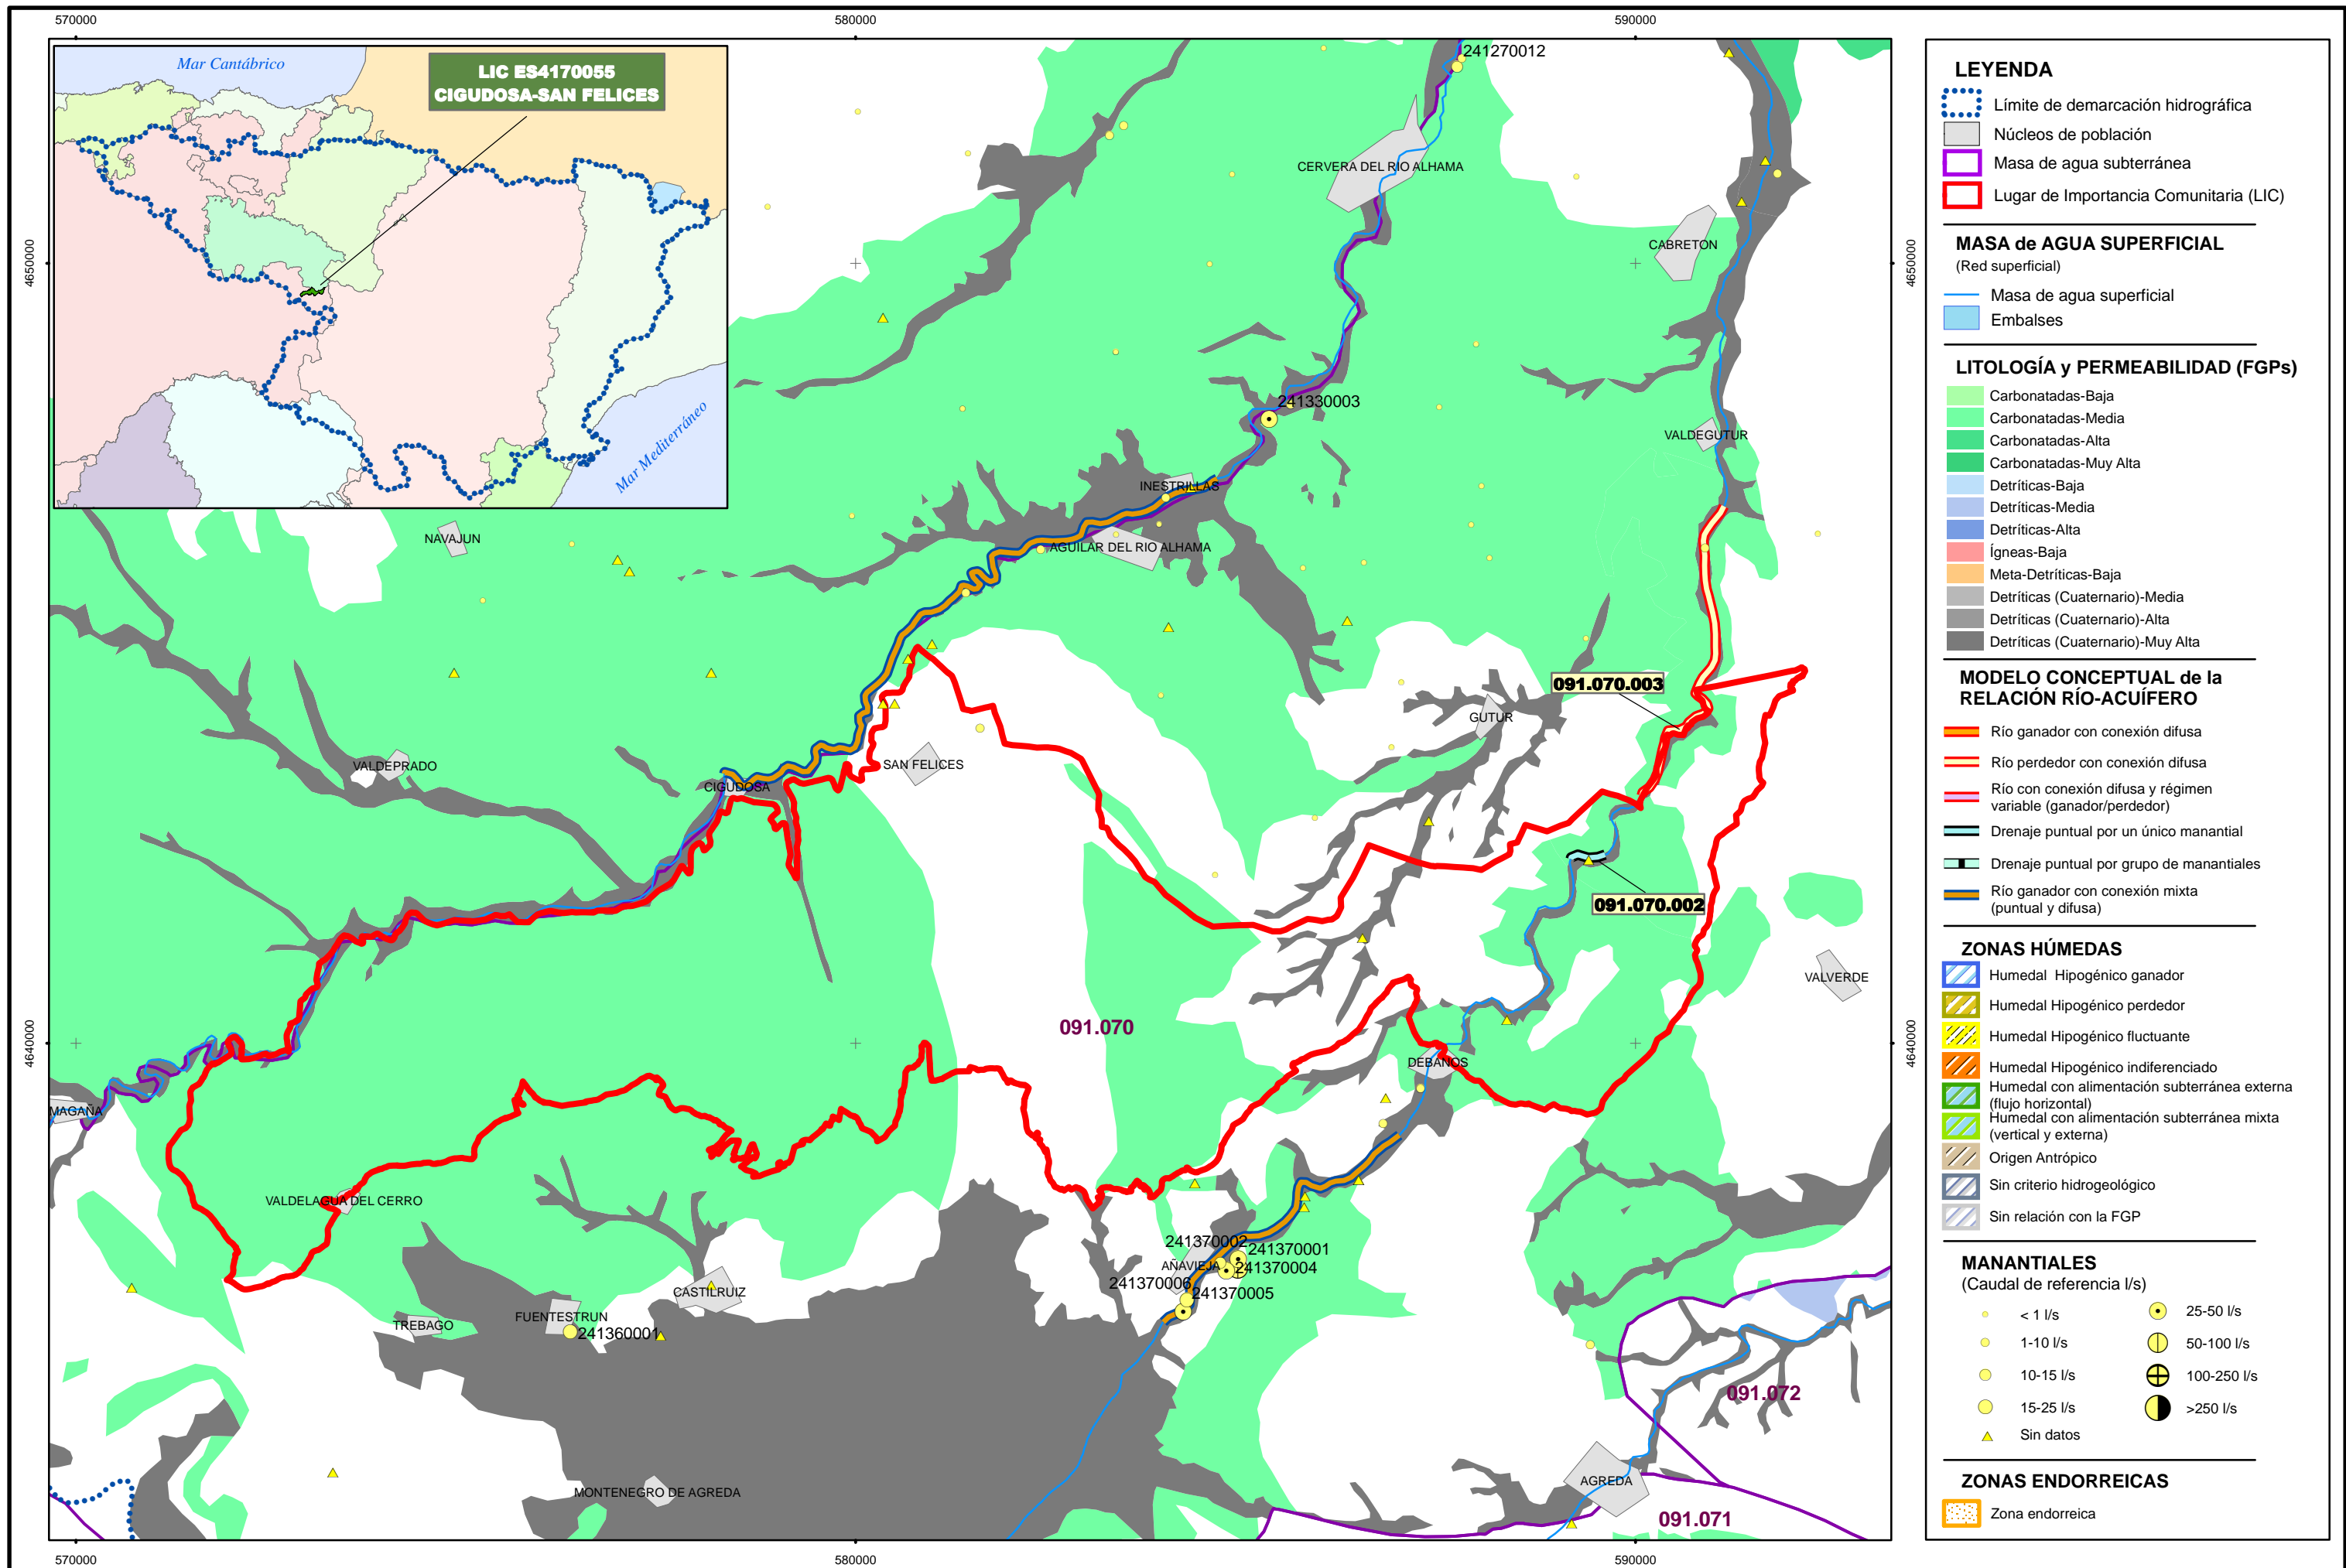 570000
580000
590000
Mar Cantábrico
LIC ES4170055
CIGUDOSA-SAN FELICES
Mar Mediterráneo
4650000
4650000
4640000
4640000
241270012
CERVERA DEL RIO ALHAMA
CABRETON
241330003
VALDEGUTUR
INESTRILLAS
NAVAJUN
AGUILAR DEL RIO ALHAMA
091.070.003
GUTUR
VALDEPRADO
SAN FELICES
CIGUDOSA
091.070.002
VALVERDE
091.070
DEBANOS
MAGAÑA
VALDELAGUA DEL CERRO
241370002
241370001
AÑAVIEJA
241370004
241370006
241370005
CASTILRUIZ
FUENTESTRUN
TREBAGO
241360001
091.072
AGREDA
MONTENEGRO DE AGREDA
091.071
570000
580000
590000
LEYENDA
Límite de demarcación hidrográfica
Núcleos de población
Masa de agua subterránea
Lugar de Importancia Comunitaria (LIC)
MASA de AGUA SUPERFICIAL
(Red superficial)
Masa de agua superficial
Embalses
LITOLOGÍA y PERMEABILIDAD (FGPs)
Carbonatadas-Baja
Carbonatadas-Media
Carbonatadas-Alta
Carbonatadas-Muy Alta
Detríticas-Baja
Detríticas-Media
Detríticas-Alta
Ígneas-Baja
Meta-Detríticas-Baja
Detríticas (Cuaternario)-Media
Detríticas (Cuaternario)-Alta
Detríticas (Cuaternario)-Muy Alta
MODELO CONCEPTUAL de la
RELACIÓN RÍO-ACUÍFERO
Río ganador con conexión difusa
Río perdedor con conexión difusa
Río con conexión difusa y régimen
variable (ganador/perdedor)
Drenaje puntual por un único manantial
Drenaje puntual por grupo de manantiales
Río ganador con conexión mixta
(puntual y difusa)
ZONAS HÚMEDAS
Humedal Hipogénico ganador
Humedal Hipogénico perdedor
Humedal Hipogénico fluctuante
Humedal Hipogénico indiferenciado
Humedal con alimentación subterránea externa
(flujo horizontal)
Humedal con alimentación subterránea mixta
(vertical y externa)
Origen Antrópico
Sin criterio hidrogeológico
Sin relación con la FGP
MANANTIALES
(Caudal de referencia l/s)
< 1 l/s
1-10 l/s
10-15 l/s
15-25 l/s
Sin datos
25-50 l/s
50-100 l/s
100-250 l/s
>250 l/s
ZONAS ENDORREICAS
Zona endorreica